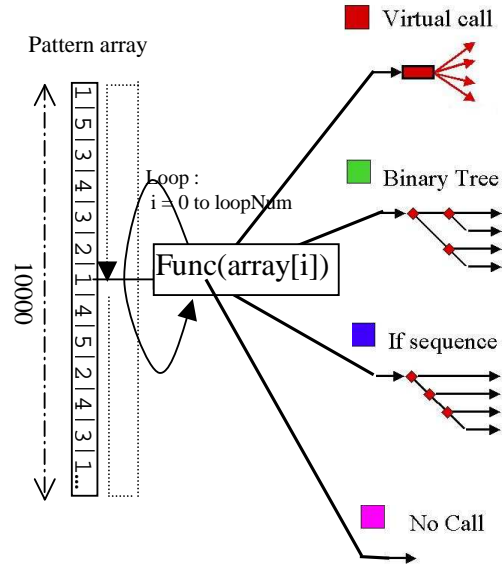 Virtual call
Pattern array
Loop :
i = 0 to loopNum
Binary Tree
1|5|3|4|3|2|1|4|5|2|4|3|1...
Func(array[i])
10000
If sequence
No Call